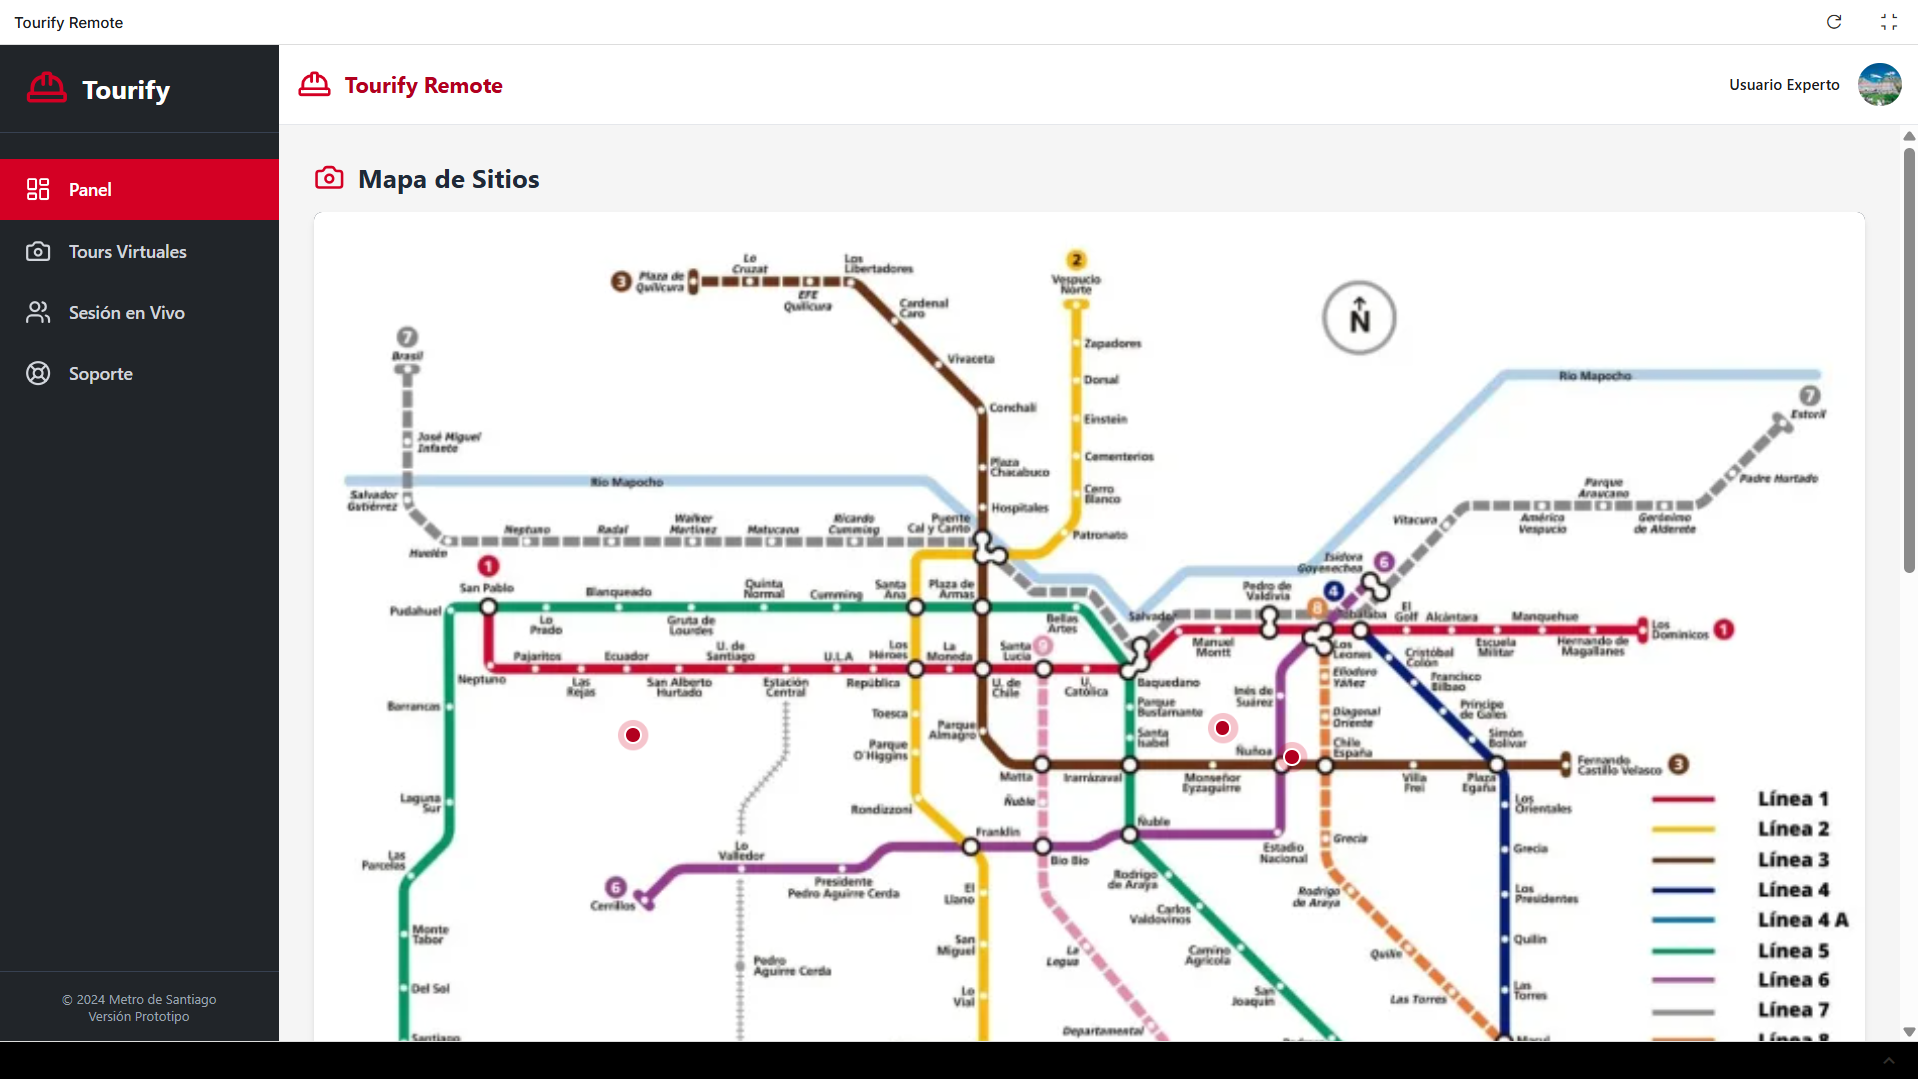 Tourify Remote
Tourify
Tourify Remote
Usuario Experto
Panel
Tours Virtuales
Sesión en Vivo
Soporte
© 2024 Metro de Santiago
Versión Prototipo
Mapa de Sitios
3
Plaza de
Quilicura
Lo
Cruzat
EFE
Quilicura
Los
Libertadores
Cardenal
Caro
Vivaceta
Conchalí
Plaza
Chacabuco
Hospitales
Puente
Cal y Canto
2
Vespucio
Norte
Zapadores
Dorsal
Einstein
Cementerios
Cerro
Blanco
Patronato
N
Río Mapocho
7
Estoril
Padre Hurtado
Parque
Araucano
Gerónimo
de Alderete
Américo
Vespucio
Vitacura
Isidora
Goyenechea
6
4
8
7
Brasil
José Miguel
Infante
Salvador
Gutiérrez
Río Mapocho
Huelén
Neptuno
Radal
Walker
Martínez
Matucana
Ricardo
Cumming
1
San Pablo
Pudahuel
Lo
Prado
Blanqueado
Gruta de
Lourdes
Quinta
Normal
Cumming
Santa
Ana
Plaza de
Armas
Bellas
Artes
Salvador
Pedro de
Valdivia
Manuel
Montt
Tobalaba
El
Golf
Alcántara
Escuela
Militar
Manquehue
Hernando de
Magallanes
Los
Dominicos
1
Neptuno
Pajaritos
Las
Rejas
Ecuador
San Alberto
Hurtado
U. de
Santiago
Estación
Central
U.L.A
República
Los
Héroes
La
Moneda
U. de
Chile
Santa
Lucía
9
U.
Católica
Baquedano
Los
Leones
Cristóbal
Colón
Francisco
Bilbao
Príncipe
de Gales
Simón
Bolívar
Plaza
Egaña
Inés de
Suárez
Eliodoro
Yáñez
Diagonal
Oriente
Chile
España
Ñuñoa
Parque
Bustamante
Santa
Isabel
Barrancas
Toesca
Parque
O'Higgins
Parque
Almagro
Matta
Irarrázaval
Monseñor
Eyzaguirre
Villa
Frei
Fernando
Castillo Velasco
3
Laguna
Sur
Rondizzoni
Ñuble
Franklin
Bio Bio
Ñuble
Estadio
Nacional
Grecia
Los
Orientales
Grecia
Las
Parcelas
Lo
Valledor
Presidente
Pedro Aguirre Cerda
6
Cerrillos
El
Llano
Rodrigo
de Araya
Carlos
Valdovinos
Rodrigo
de Araya
Los
Presidentes
Monte
Tabor
San
Miguel
La
Legua
Camino
Agrícola
Quilín
Quilín
Pedro
Aguirre Cerda
Del Sol
Lo
Vial
San
Joaquín
Las Torres
Las
Torres
Santiago
Departamental
Macul
Línea 1
Línea 2
Línea 3
Línea 4
Línea 4 A
Línea 5
Línea 6
Línea 7
Línea 8